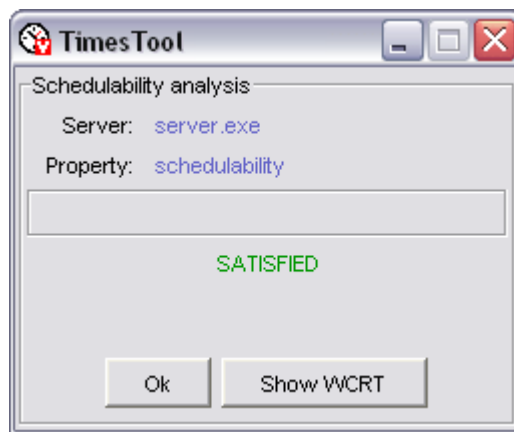 TimesTool
Schedulability analysis
Server: server.exe
Property: schedulability
SATISFIED
Ok Show WCRT